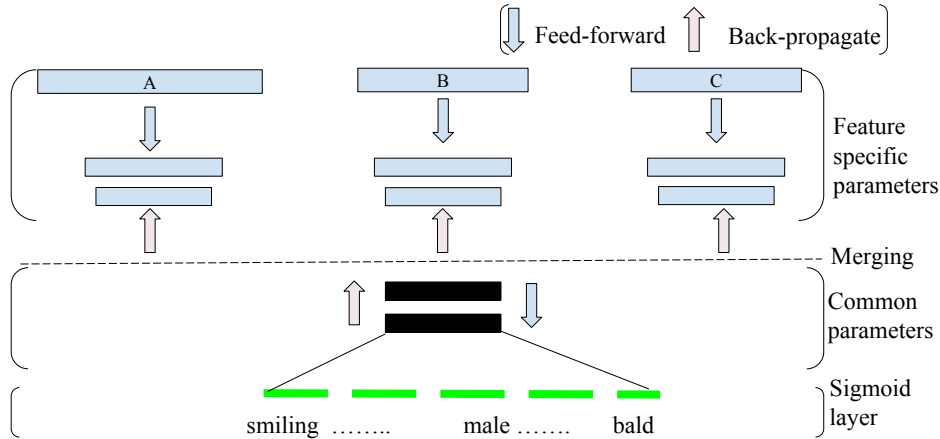 Feed-forward Back-propagate
A B C
Feature
specific
parameters
Merging
Common
parameters
Sigmoid
layer
smiling …….. male ……. bald